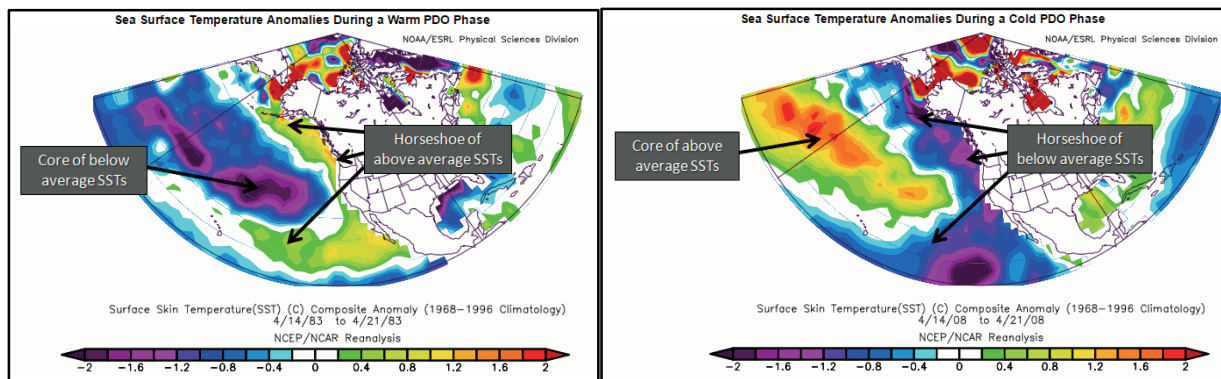 Sea Surface Temperature Anomalies During a Warm PDO Phase
NOAA/ESRL Physical Sciences Division
Core of below
average SSTs
Horseshoe of
above average SSTs
Surface Skin Temperature(SST) (C) Composite Anomaly (1968-1996 Climatology)
4/14/83 to 4/21/83
NCEP/NCAR Reanalysis
-2 -1.6 -1.2 -0.8 -0.4 0 0.4 0.8 1.2 1.6 2
Sea Surface Temperature Anomalies During a Cold PDO Phase
NOAA/ESRL Physical Sciences Division
Core of above
average SSTs
Horseshoe of
below average SSTs
Surface Skin Temperature(SST) (C) Composite Anomaly (1968-1996 Climatology)
4/14/08 to 4/21/08
NCEP/NCAR Reanalysis
-2 -1.6 -1.2 -0.8 -0.4 0 0.4 0.8 1.2 1.6 2